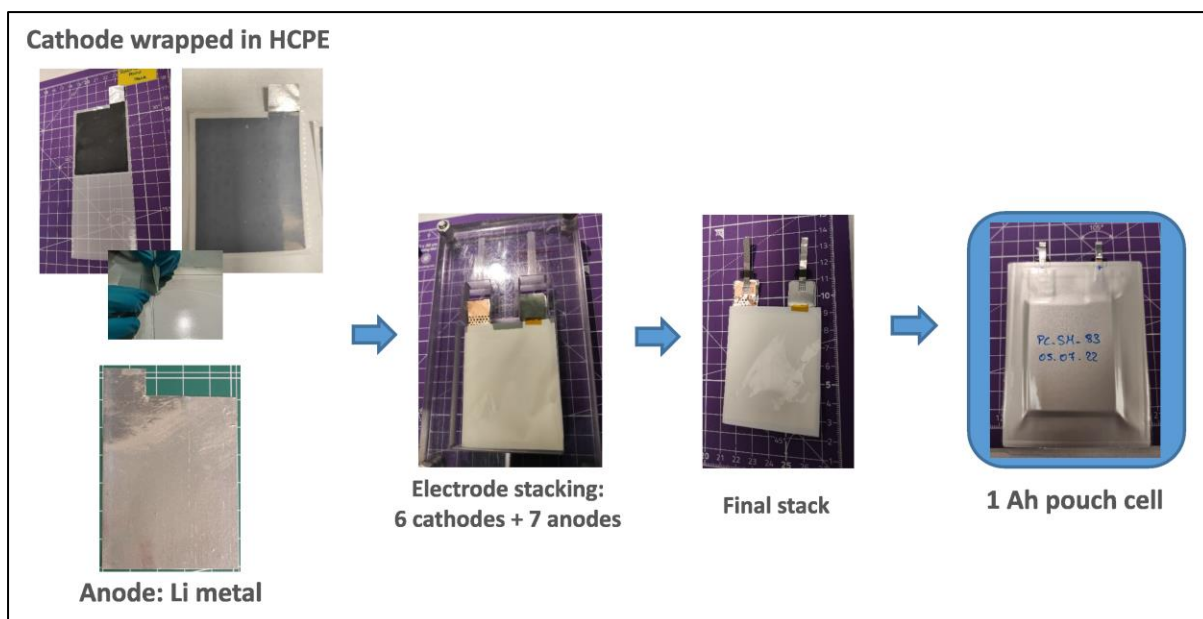 Cathode wrapped in HCPE
Anode: Li metal
Electrode stacking:
6 cathodes + 7 anodes
Final stack
1 Ah pouch cell
PC-SM-83
05.07.22